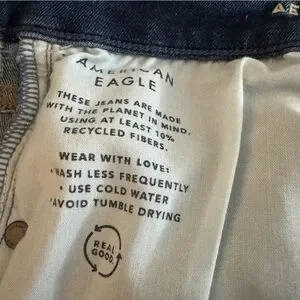 AE
AMERICAN
EAGLE
THESE JEANS ARE MADE
WITH THE PLANET IN MIND,
USING AT LEAST 10%
RECYCLED FIBERS.
WEAR WITH LOVE:
WASH LESS FREQUENTLY
• USE COLD WATER
•AVOID TUMBLE DRYING
REAL
GOOD.